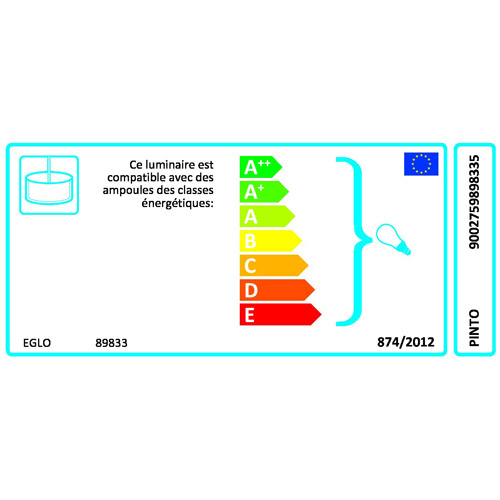 Ce luminaire est
compatible avec des
ampoules des classes
énergétiques:
A++
A+
A
B
C
D
E
EGLO 89833
874/2012
PINTO 9002759898335